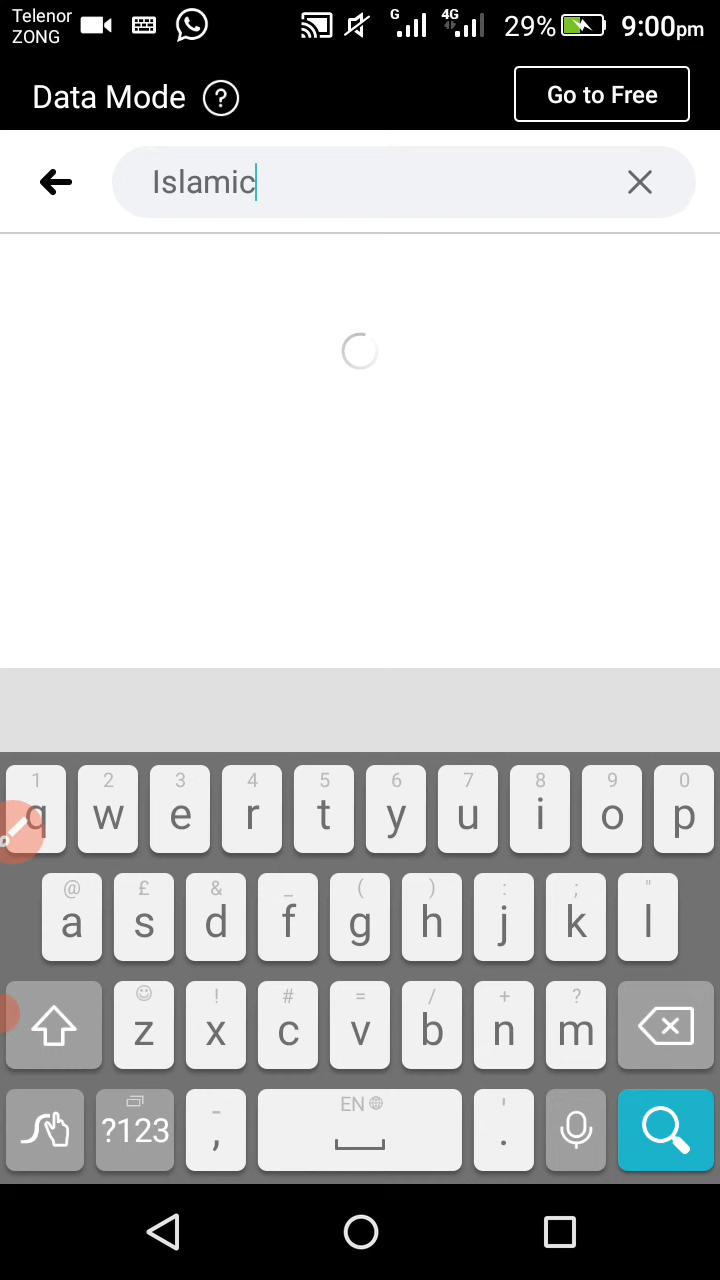 Telenor
ZONG
G
4G
29%
9:00pm
Data Mode ?
Go to Free
Islamic
1 2 3 4 5 6 7 8 9 0
q w e r t y u i o p
@ £ & _ ( ) : ; "
a s d f g h j k l
! # = / + ?
z x c v b n m
EN
?123 , .